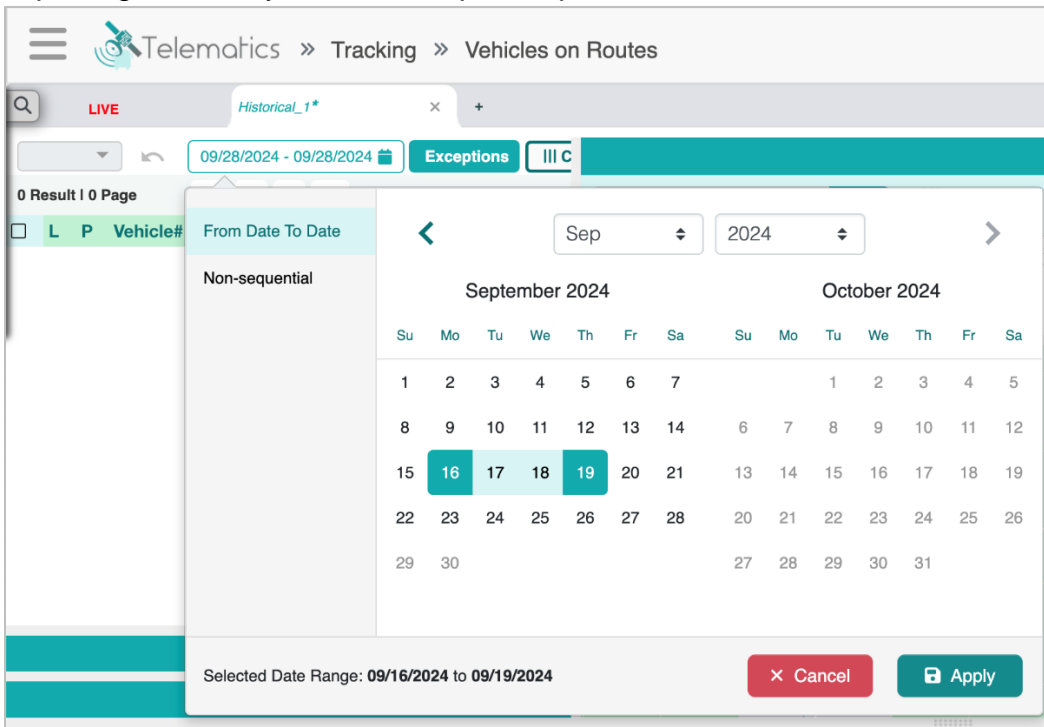 Telematics » Tracking » Vehicles on Routes
LIVE Historical_1* × +
09/28/2024 - 09/28/2024 Exceptions C
0 Result | 0 Page
L P Vehicle#
From Date To Date
Non-sequential
Sep 2024
September 2024 October 2024
Su Mo Tu We Th Fr Sa Su Mo Tu We Th Fr Sa
1 2 3 4 5 6 7 1 2 3 4 5
8 9 10 11 12 13 14 6 7 8 9 10 11 12
15 16 17 18 19 20 21 13 14 15 16 17 18 19
22 23 24 25 26 27 28 20 21 22 23 24 25 26
29 30 27 28 29 30 31
Selected Date Range: 09/16/2024 to 09/19/2024 × Cancel Apply